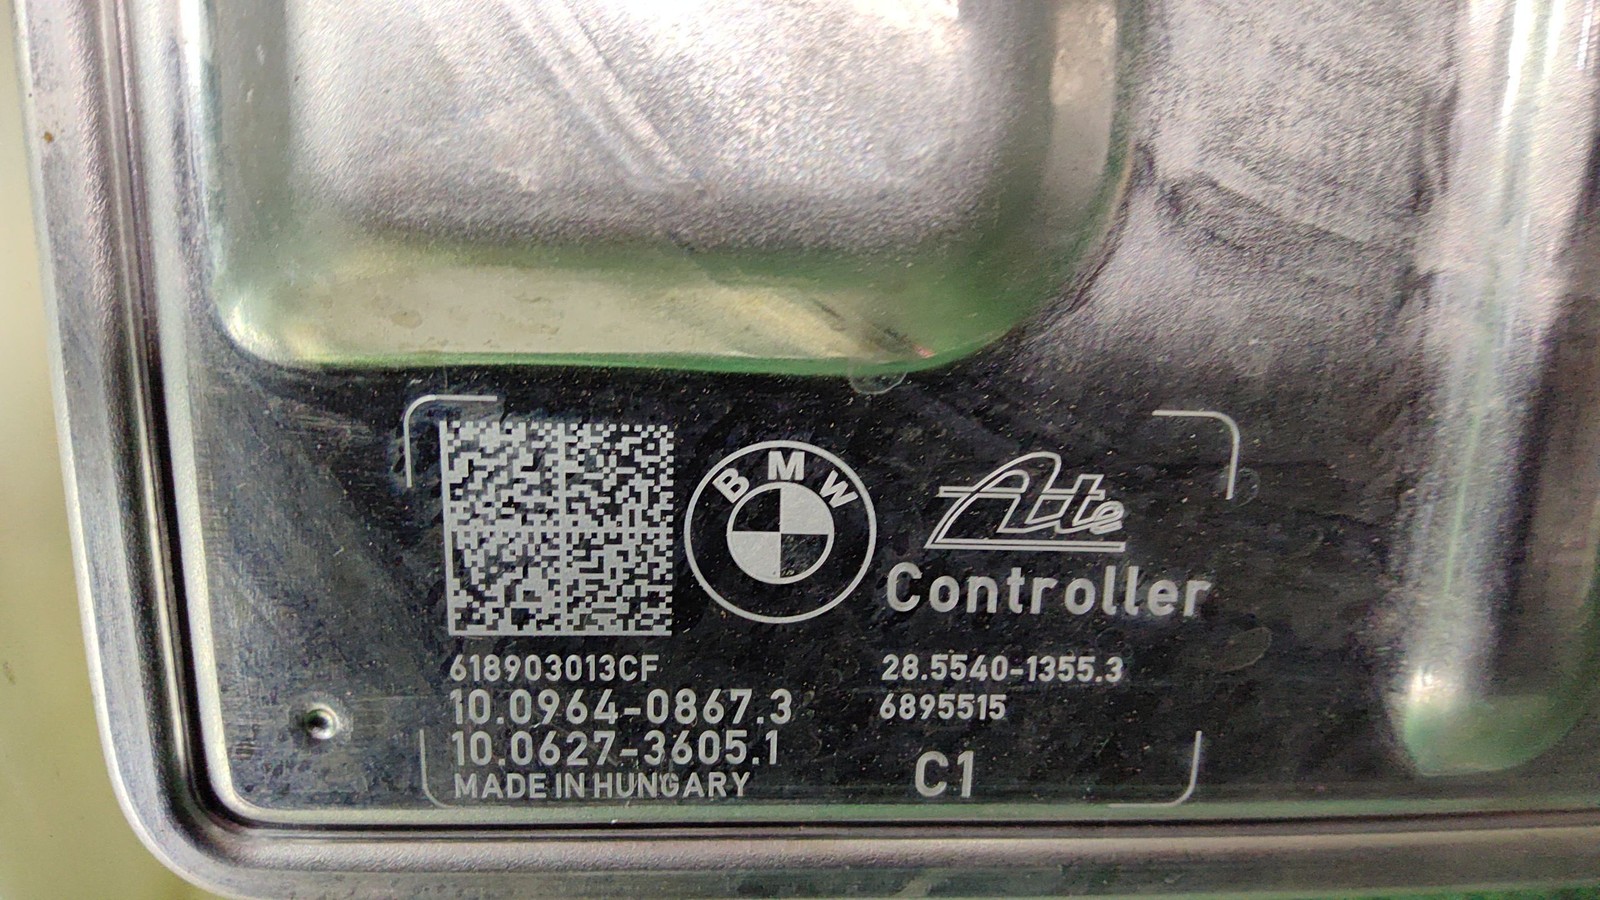 BMW
Ate
Controller
618903013CF
28.5540-1355.3
10.0964-0867.3
6895515
10.0627-3605.1
MADE IN HUNGARY
C1